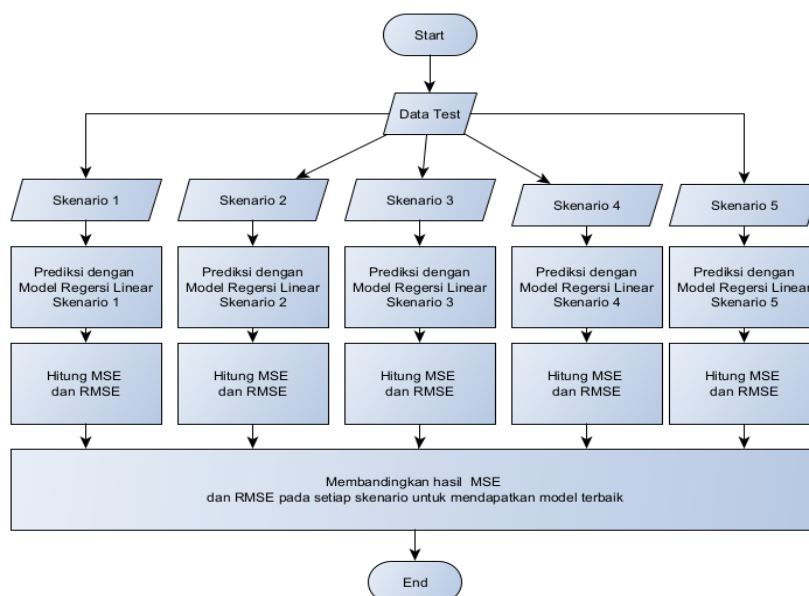 Start
Data Test
Skenario 1
Skenario 2
Skenario 3
Skenario 4
Skenario 5
Prediksi dengan
Model Regersi Linear
Skenario 1
Prediksi dengan
Model Regersi Linear
Skenario 2
Prediksi dengan
Model Regersi Linear
Skenario 3
Prediksi dengan
Model Regersi Linear
Skenario 4
Prediksi dengan
Model Regersi Linear
Skenario 5
Hitung MSE
dan RMSE
Hitung MSE
dan RMSE
Hitung MSE
dan RMSE
Hitung MSE
dan RMSE
Hitung MSE
dan RMSE
Membandingkan hasil MSE
dan RMSE pada setiap skenario untuk mendapatkan model terbaik
End